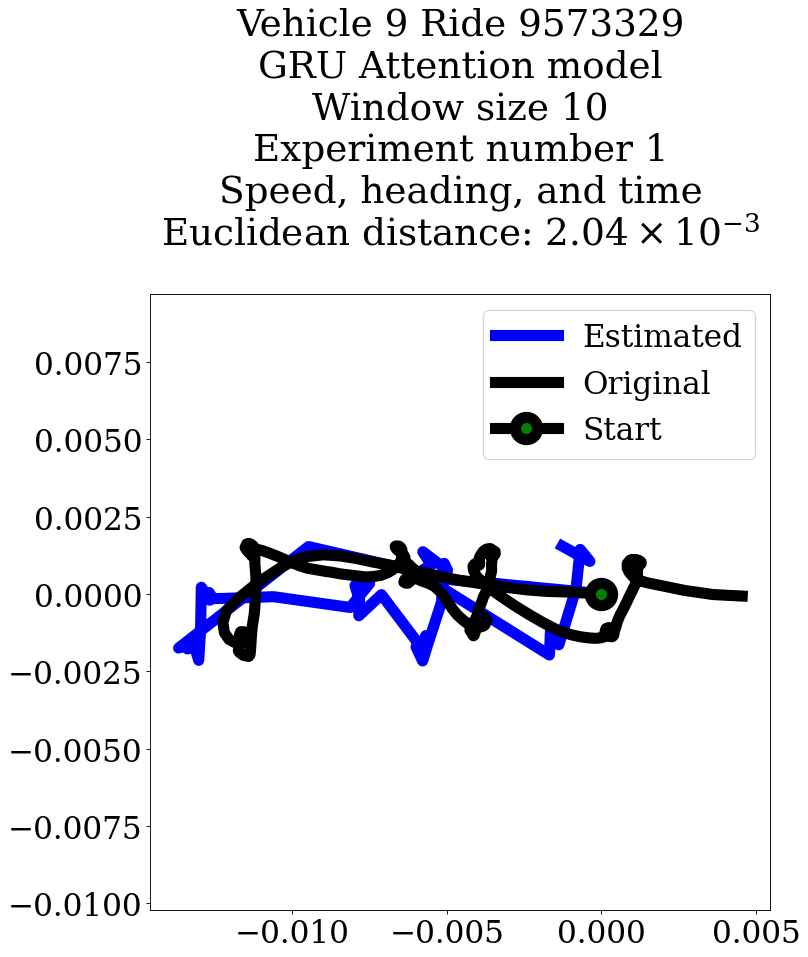 Vehicle 9 Ride 9573329
GRU Attention model
Window size 10
Experiment number 1
Speed, heading, and time
Euclidean distance: 2.04 × 10⁻³
Estimated
Original
Start
0.0075
0.0050
0.0025
0.0000
−0.0025
−0.0050
−0.0075
−0.0100
−0.010 −0.005 0.000 0.005